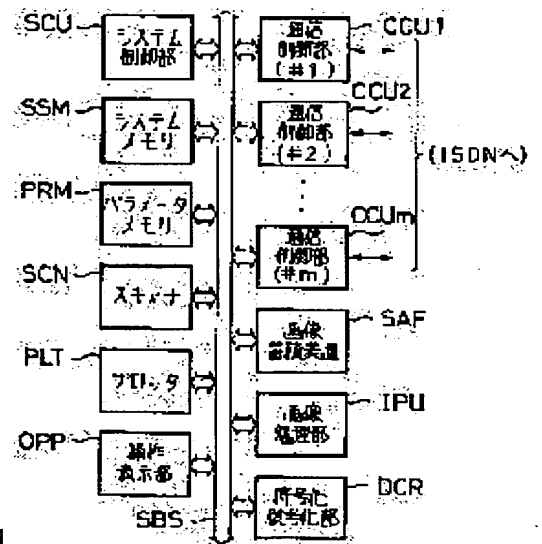 SCU
システム
制御部
SSM
システム
メモリ
PRM
パラメータ
メモリ
SCN
スキャナ
PLT
プロッタ
OPP
操作
表示部
SBS
CCU1
通信
制御部
(#1)
CCU2
通信
制御部
(#2)
(ISDNへ)
CCUm
通信
制御部
(#m)
SAF
画像
蓄積装置
IPU
画像
処理部
DCR
符号化
復号化部